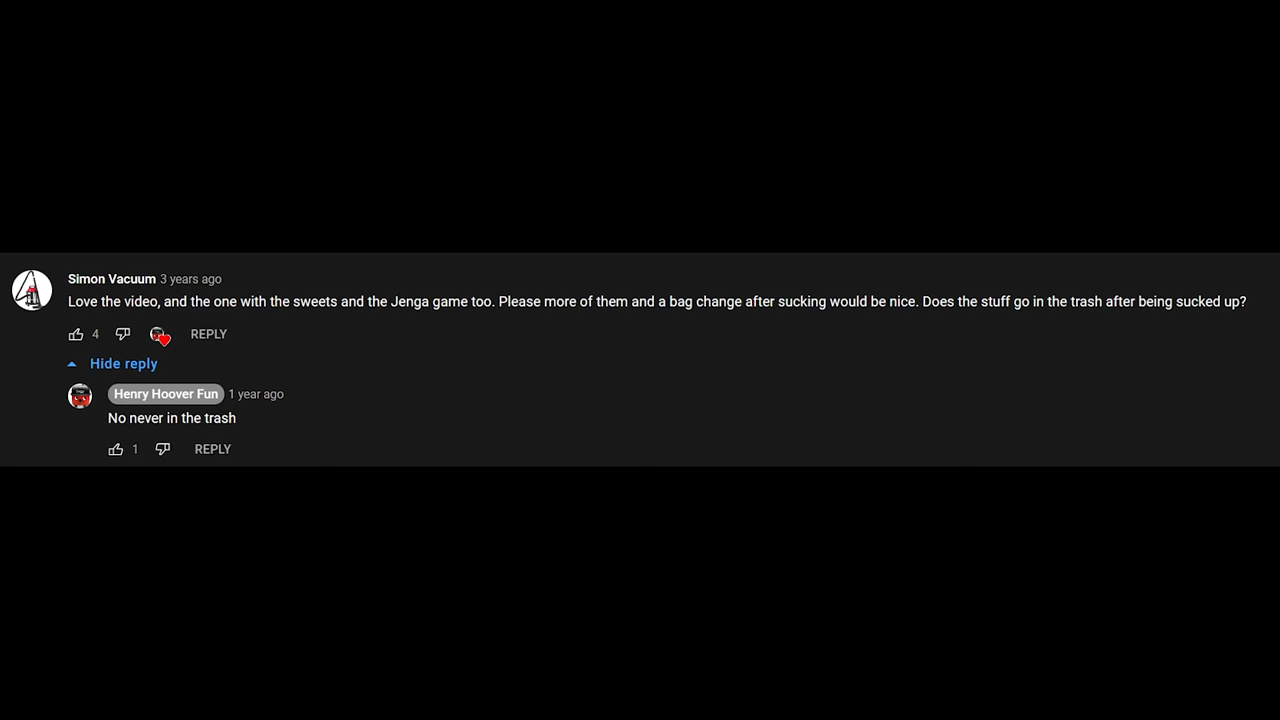 Simon Vacuum 3 years ago
Love the video, and the one with the sweets and the Jenga game too. Please more of them and a bag change after sucking would be nice. Does the stuff go in the trash after being sucked up?
4 REPLY
Hide reply
Henry Hoover Fun 1 year ago
No never in the trash
1 REPLY